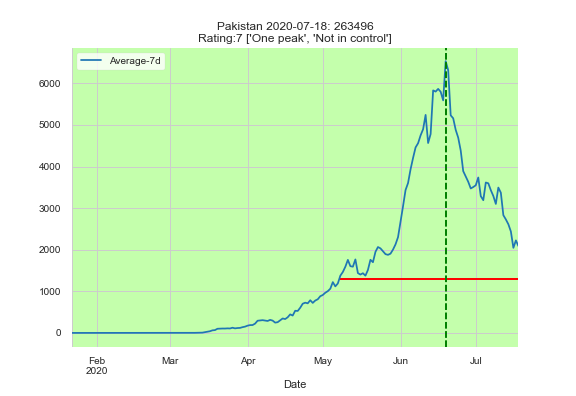 Pakistan 2020-07-18: 263496
Rating:7 ['One peak', 'Not in control']
Average-7d
6000
5000
4000
3000
2000
1000
0
Feb Mar Apr May Jun Jul
2020
Date